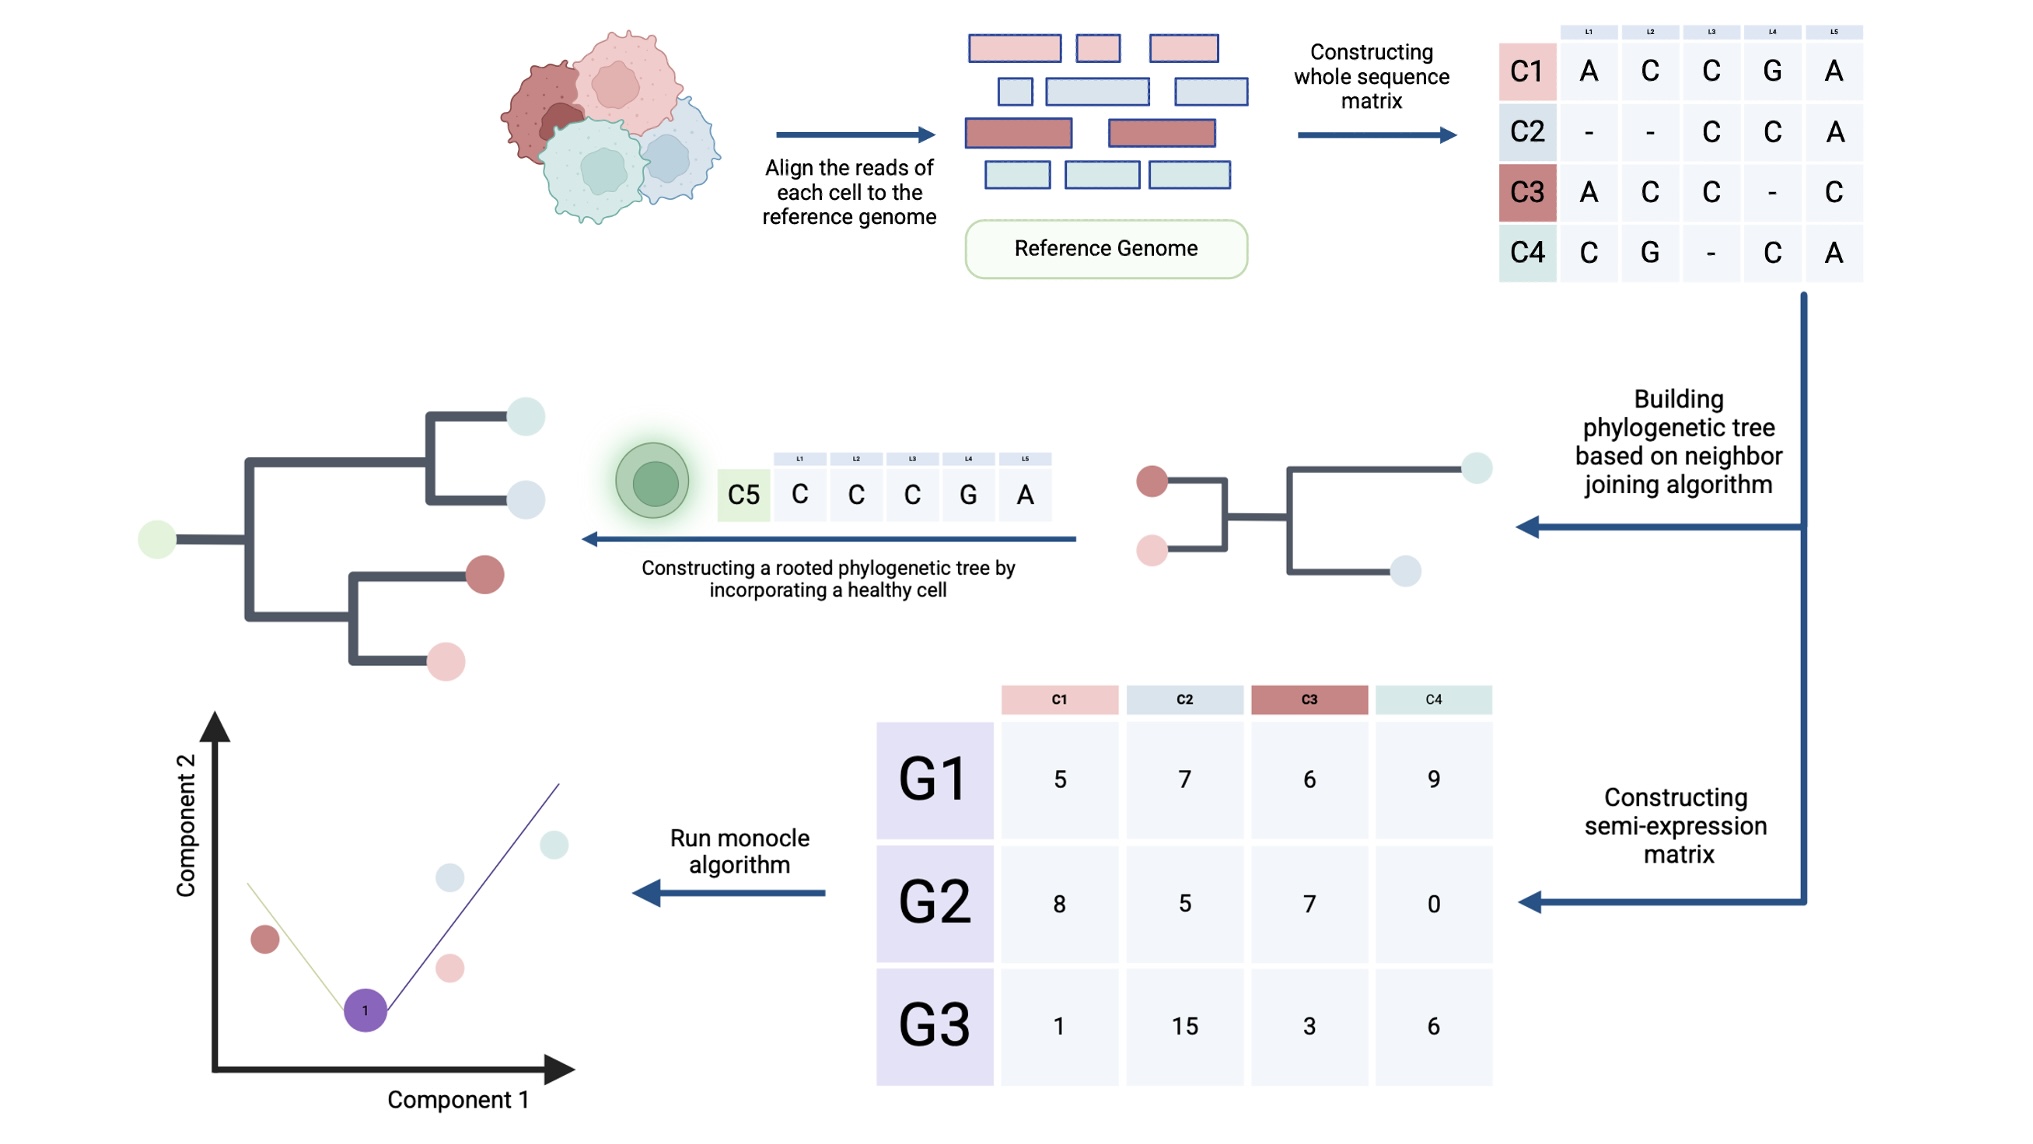 Align the reads of
each cell to the
reference genome
Reference Genome
Constructing
whole sequence
matrix
L1 L2 L3 L4 L5
C1 A C C G A
C2 - - C C A
C3 A C C - C
C4 C G - C A
Building
phylogenetic tree
based on neighbor
joining algorithm
L1 L2 L3 L4 L5
C5 C C C G A
Constructing a rooted phylogenetic tree by
incorporating a healthy cell
Constructing
semi-expression
matrix
C1 C2 C3 C4
G1 5 7 6 9
G2 8 5 7 0
G3 1 15 3 6
Run monocle
algorithm
Component 2
1
Component 1